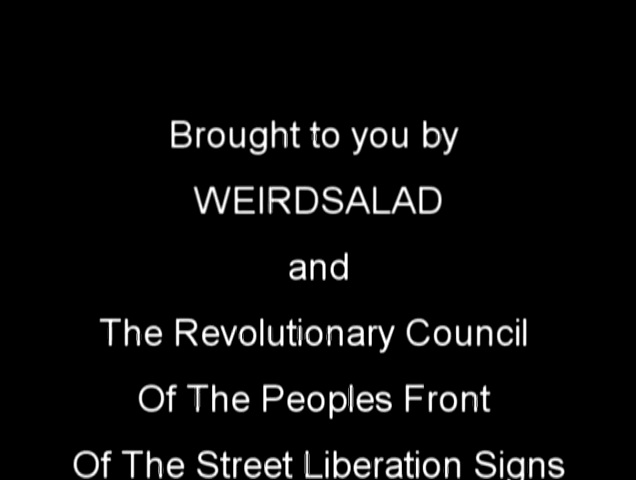 Brought to you by
WEIRDSALAD
and
The Revolutionary Council
Of The Peoples Front
Of The Street Liberation Signs